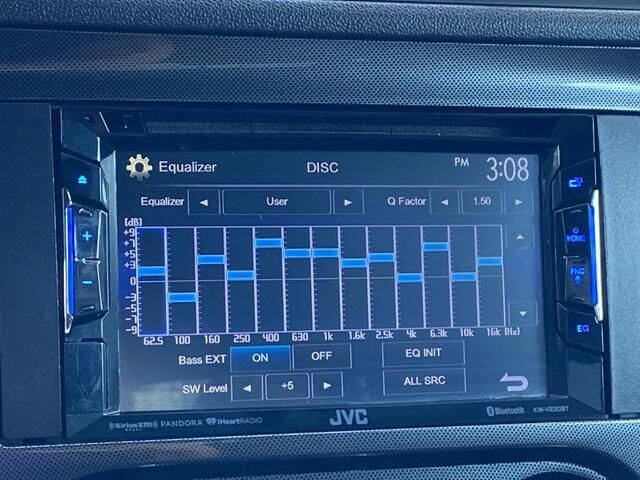 Equalizer DISC PM 3:08
Equalizer ◄ User ► Q Factor ◄ 1.50 ►
[dB]
+9
+7
+5
+3
0
-3
-5
-7
-9
62.5 100 160 250 400 630 1k 1.6k 2.5k 4k 6.3k 10k 16k [Hz]
Bass EXT ON OFF EQ INIT
SW Level ◄ +5 ► ALL SRC
+
-
HOME
FNC
EQ
SiriusXM PANDORA iHeartRADIO JVC Bluetooth KW-V220BT